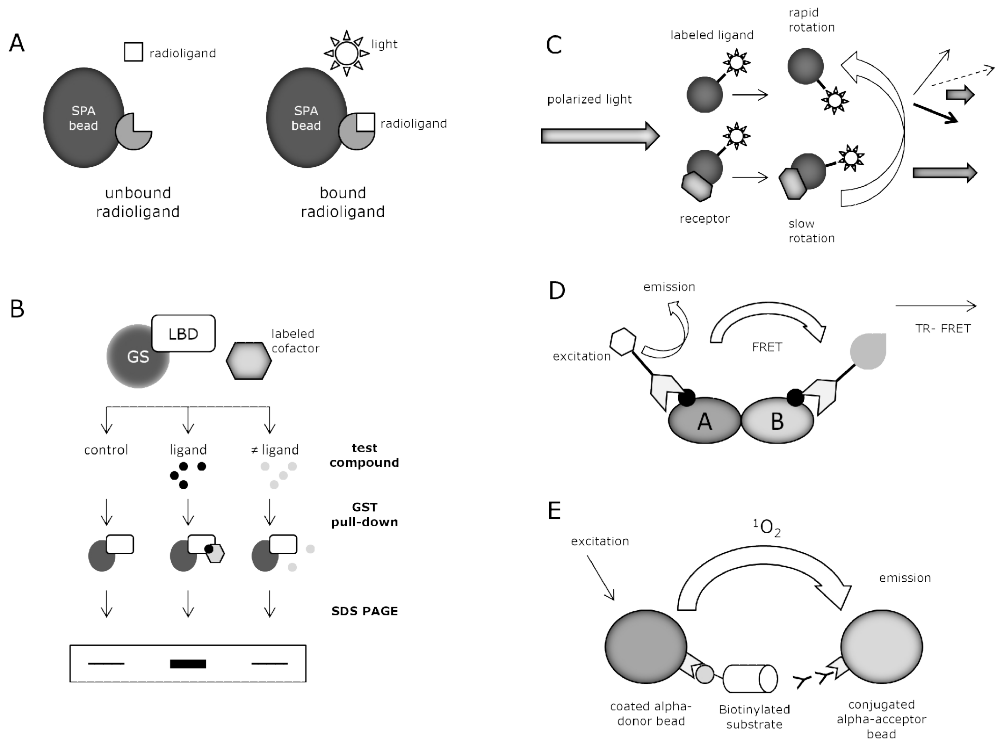 A
radioligand
SPA
bead
unbound
radioligand
light
SPA
bead
radioligand
bound
radioligand
B
LBD
GS
labeled
cofactor
control
ligand
≠ ligand
test
compound
GST
pull-down
SDS PAGE
C
polarized light
labeled ligand
rapid
rotation
receptor
slow
rotation
D
emission
excitation
FRET
TR- FRET
A
B
E
excitation
¹O₂
emission
coated alpha-
donor bead
Biotinylated
substrate
conjugated
alpha-acceptor
bead